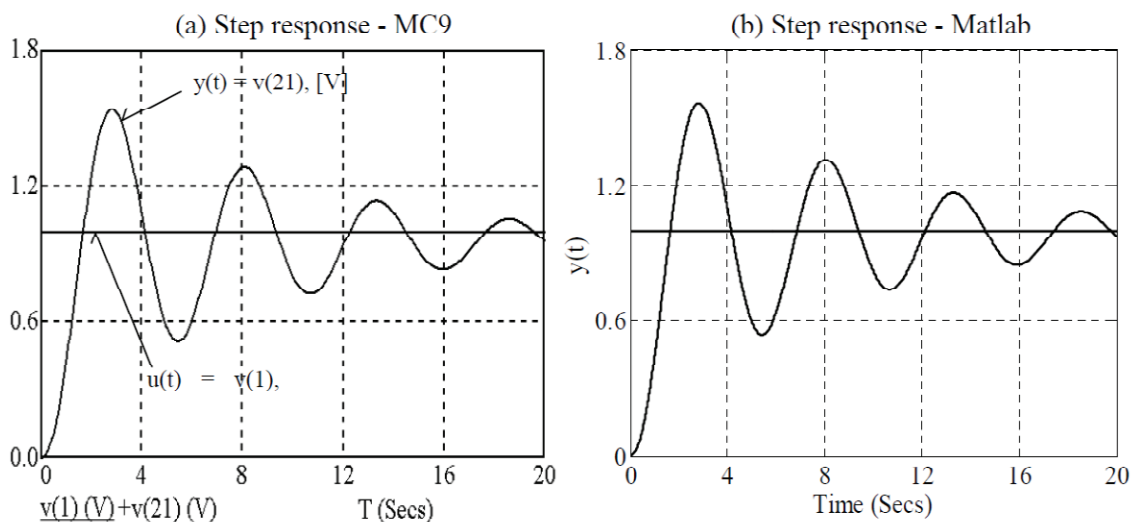 (a) Step response - MC9
1.8
y(t) = v(21), [V]
1.2
0.6
u(t) = v(1),
0.0
0 4 8 12 16 20
v(1) (V)+v(21) (V) T (Secs)
(b) Step response - Matlab
1.8
1.2
y(t)
0.6
0.0
0 4 8 12 16 20
Time (Secs)